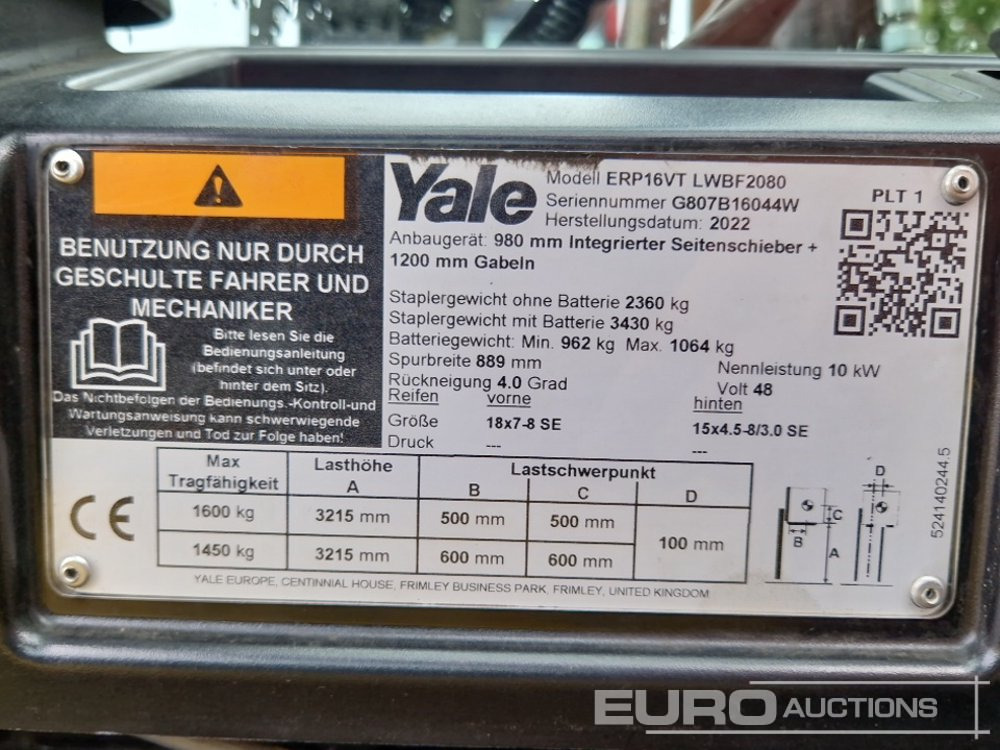 BENUTZUNG NUR DURCH
GESCHULTE FAHRER UND
MECHANIKER
Bitte lesen Sie die
Bedienungsanleitung
(befindet sich unter oder
hinter dem Sitz).
Das Nichtbefolgen der Bedienungs.-Kontroll-und
Wartungsanweisung kann schwerwiegende
Verletzungen und Tod zur Folge haben!
Yale
Modell ERP16VT LWBF2080
Seriennummer G807B16044W
Herstellungsdatum: 2022
PLT 1
Anbaugerät: 980 mm Integrierter Seitenschieber +
1200 mm Gabeln
Staplergewicht ohne Batterie 2360 kg
Staplergewicht mit Batterie 3430 kg
Batteriegewicht: Min. 962 kg Max. 1064 kg
Spurbreite 889 mm
Nennleistung 10 kW
Rückneigung 4.0 Grad
Volt 48
Reifen vorne hinten
Größe 18x7-8 SE 15x4.5-8/3.0 SE
Druck --- ---
Max Tragfähigkeit Lasthöhe A Lastschwerpunkt
B C D
1600 kg 3215 mm 500 mm 500 mm 100 mm
1450 kg 3215 mm 600 mm 600 mm
CE
D
C
B A
524140244.5
YALE EUROPE, CENTINNIAL HOUSE, FRIMLEY BUSINESS PARK, FRIMLEY, UNITED KINGDOM
EURO AUCTIONS